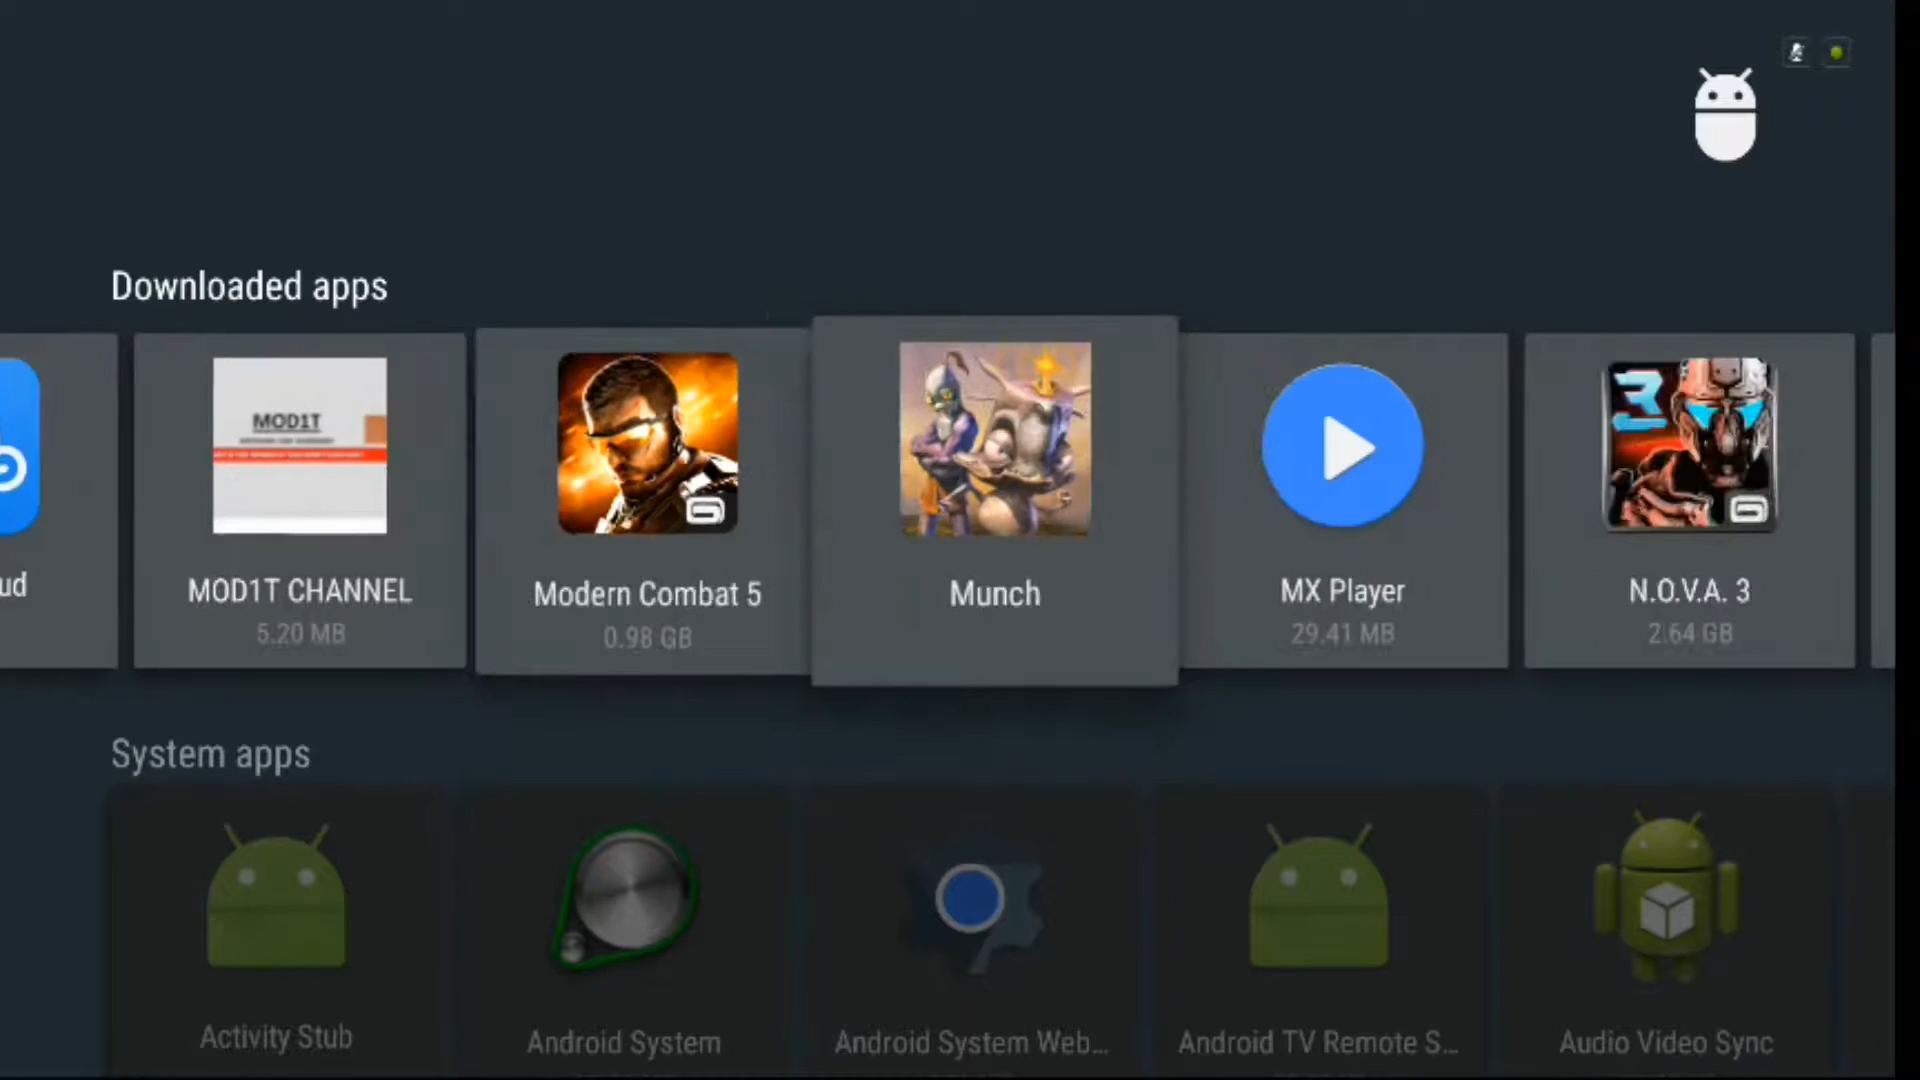 Downloaded apps
ud
MOD1T
MOD1T CHANNEL
5.20 MB
Modern Combat 5
0.98 GB
Munch
MX Player
29.41 MB
3
N.O.V.A. 3
2.64 GB
System apps
Activity Stub
Android System
Android System Web...
Android TV Remote S...
Audio Video Sync